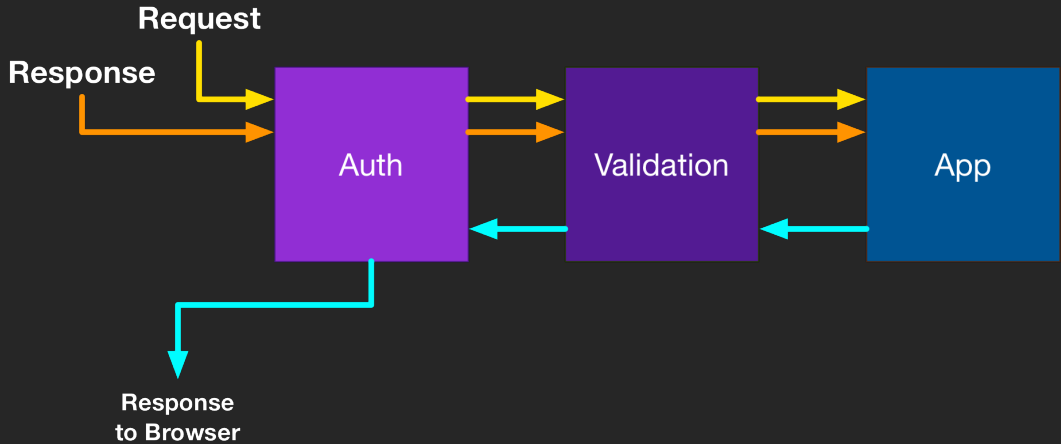 Request
Response
Auth
Validation
App
Response
to Browser